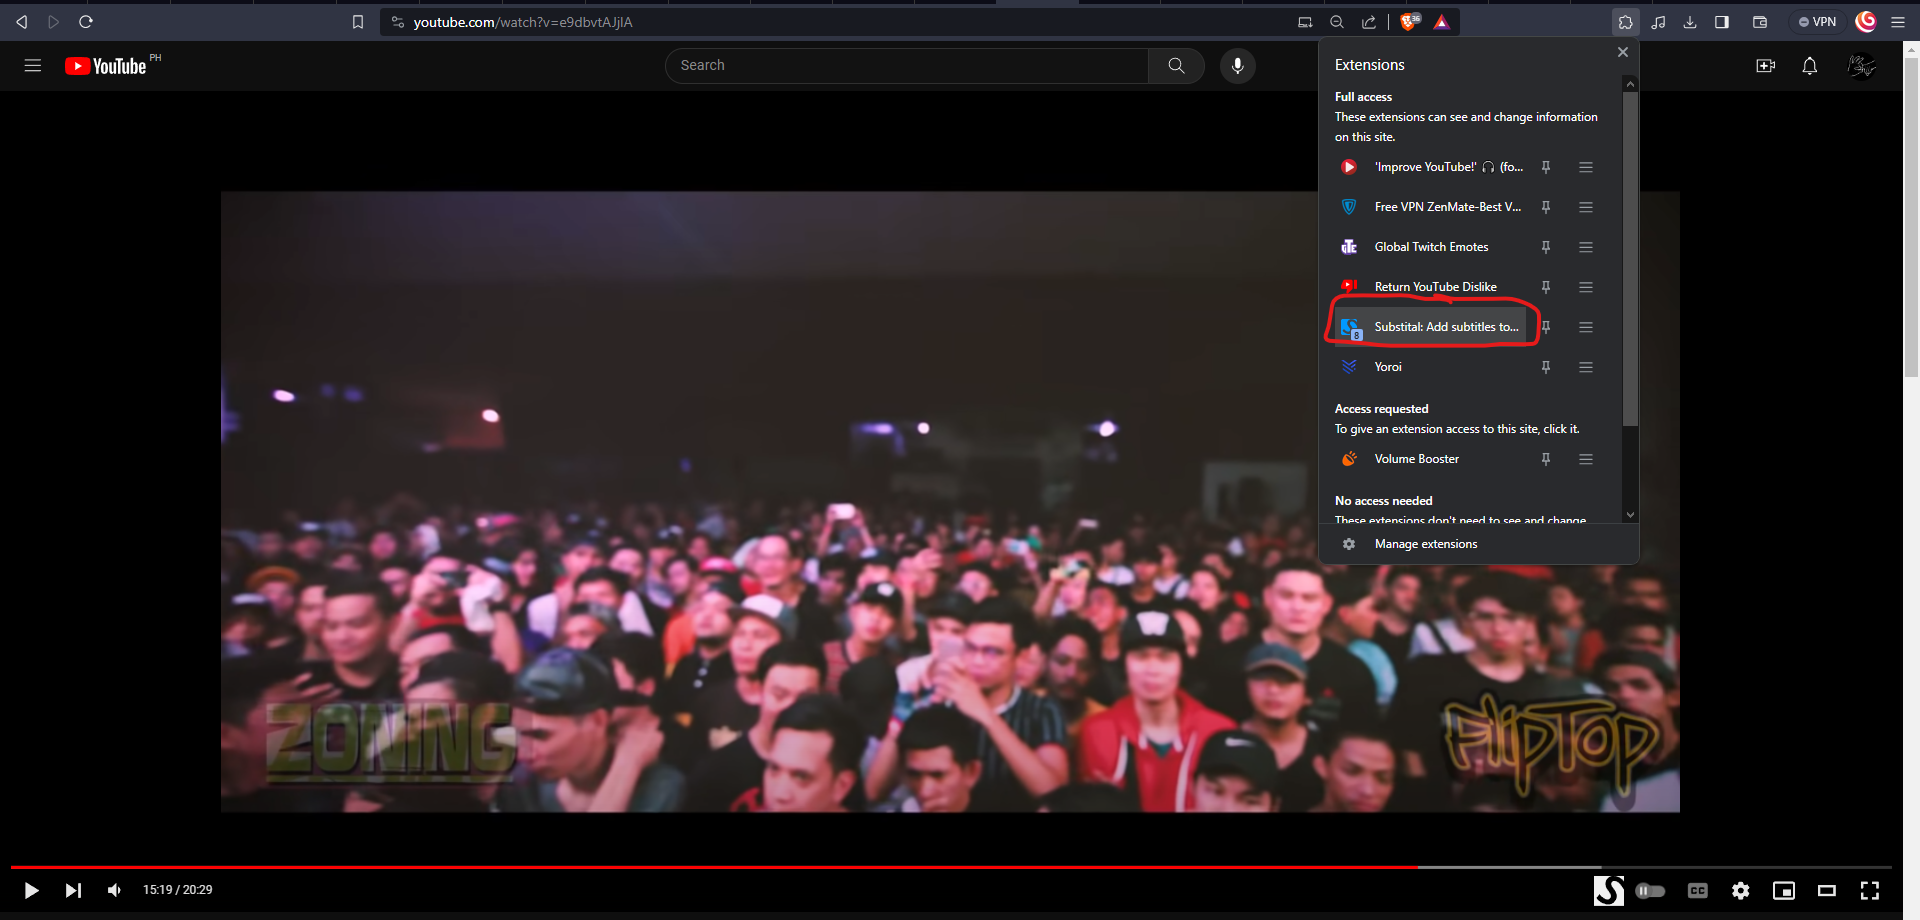 youtube.com/watch?v=e9dbvtAJjlA
36
VPN
YouTube PH
Search
Extensions
Full access
These extensions can see and change information
on this site.
'Improve YouTube!' 🎧 (fo...
Free VPN ZenMate-Best V...
Global Twitch Emotes
Return YouTube Dislike
Substital: Add subtitles to...
8
Yoroi
Access requested
To give an extension access to this site, click it.
Volume Booster
No access needed
These extensions don't need to see and change
Manage extensions
ZONING
FlipTop
15:19 / 20:29
CC